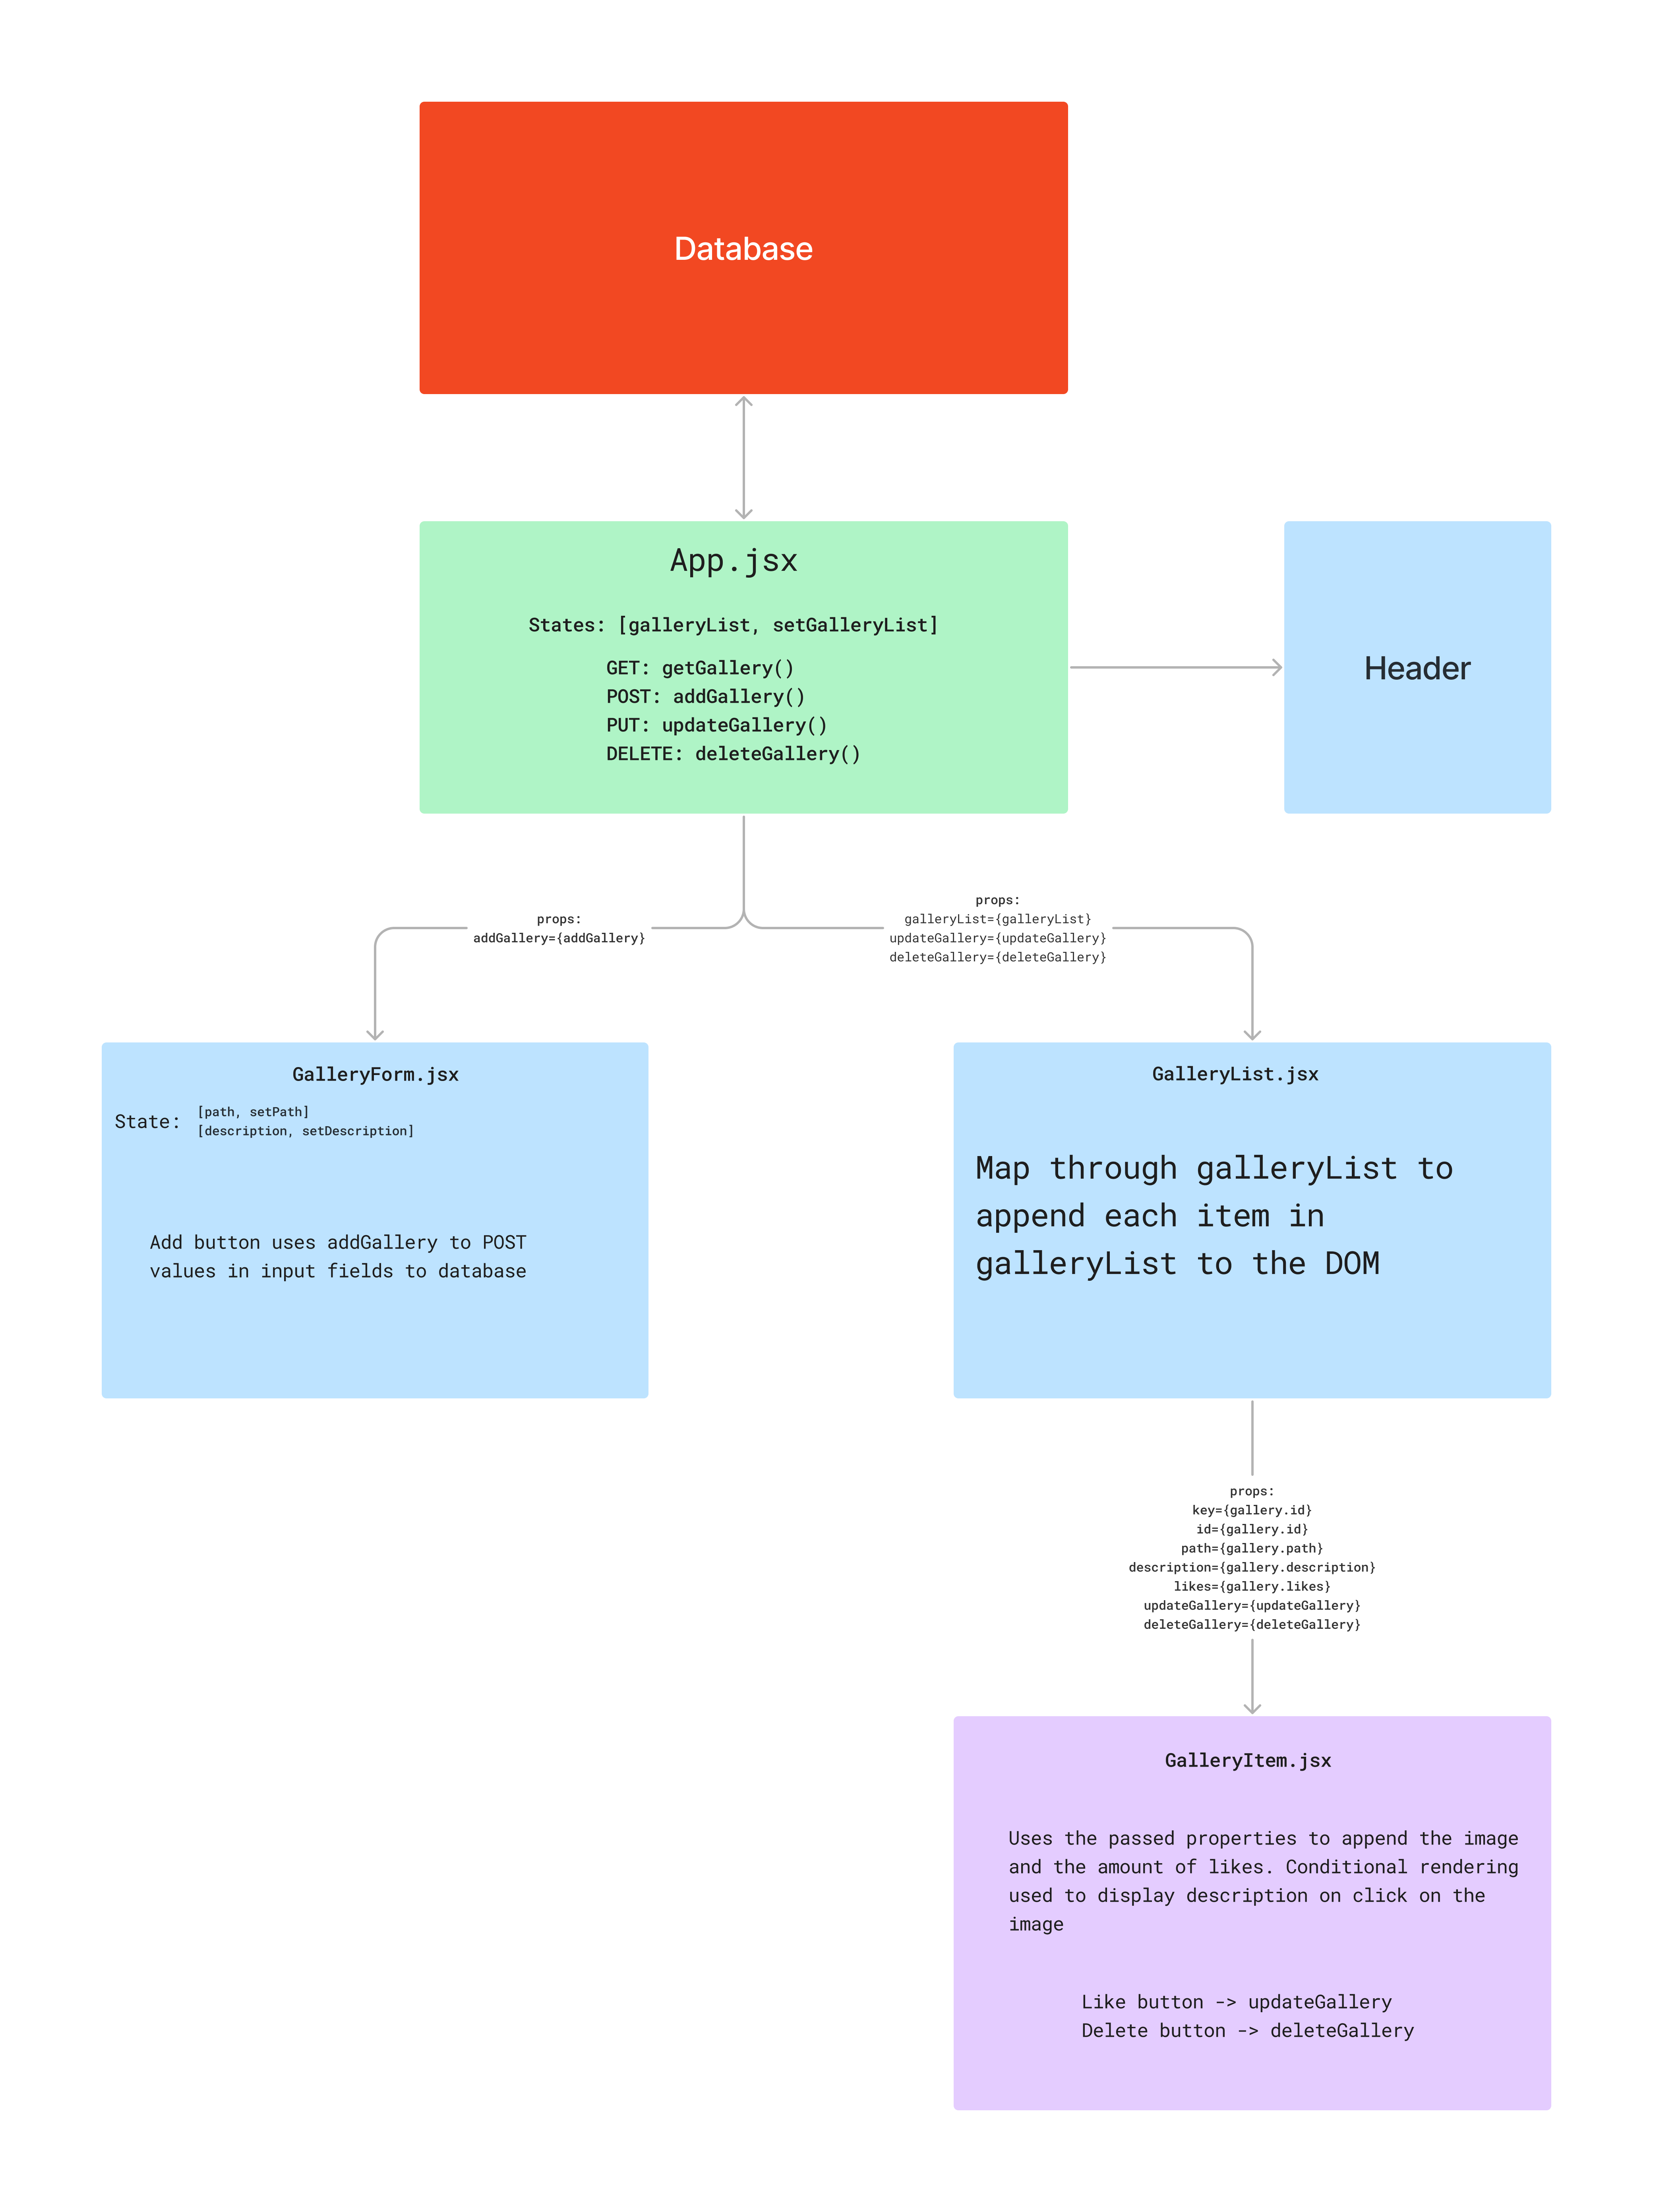 Database
App.jsx
States: [galleryList, setGalleryList]
GET: getGallery()
POST: addGallery()
PUT: updateGallery()
DELETE: deleteGallery()
Header
props:
addGallery={addGallery}
props:
galleryList={galleryList}
updateGallery={updateGallery}
deleteGallery={deleteGallery}
GalleryForm.jsx
State:
[path, setPath]
[description, setDescription]
Add button uses addGallery to POST
values in input fields to database
GalleryList.jsx
Map through galleryList to
append each item in
galleryList to the DOM
props:
key={gallery.id}
id={gallery.id}
path={gallery.path}
description={gallery.description}
likes={gallery.likes}
updateGallery={updateGallery}
deleteGallery={deleteGallery}
GalleryItem.jsx
Uses the passed properties to append the image
and the amount of likes. Conditional rendering
used to display description on click on the
image
Like button -> updateGallery
Delete button -> deleteGallery